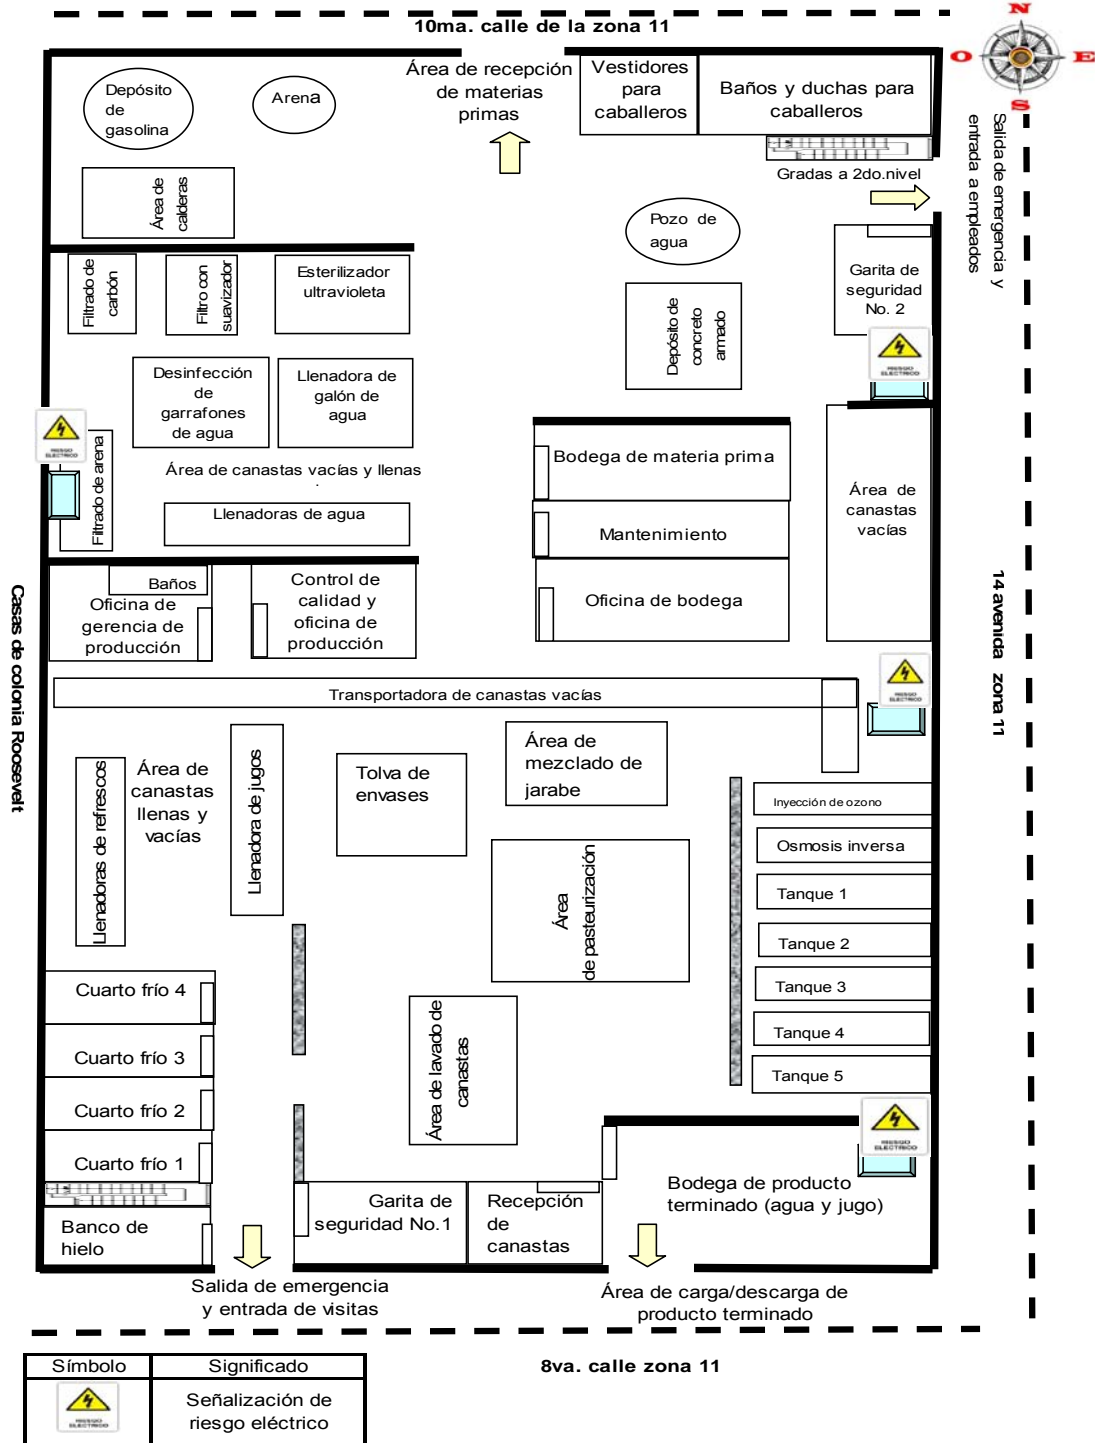 10ma. calle de la zona 11
N
O
E
S
Depósito
de
gasolina
Arena
Área de recepción
de materias
primas
Vestidores
para
caballeros
Baños y duchas para
caballeros
Gradas a 2do.nivel
Salida de emergencia y
entrada a empleados
Área de
calderas
Pozo de
agua
Garita de
seguridad
No. 2
RIESGO
ELECTRICO
Filtrado de
carbón
Filtro con
suavizador
Esterilizador
ultravioleta
Depósito de
concreto
armado
Desinfección
de
garrafones
de agua
Llenadora de
galón de
agua
RIESGO
ELECTRICO
Filtrado de arena
Área de canastas vacías y llenas
.
Llenadoras de agua
Bodega de materia prima
Mantenimiento
Oficina de bodega
Área de
canastas
vacías
Baños
Oficina de
gerencia de
producción
Control de
calidad y
oficina de
producción
Casas de colonia Roosevelt
14 avenida zona 11
RIESGO
ELECTRICO
Transportadora de canastas vacías
Llenadoras de refrescos
Área de
canastas
llenas y
vacías
Llenadora de jugos
Tolva de
envases
Área de
mezclado de
jarabe
Inyección de ozono
Osmosis inversa
Tanque 1
Tanque 2
Tanque 3
Tanque 4
Tanque 5
Área
de pasteurización
Cuarto frío 4
Cuarto frío 3
Cuarto frío 2
Cuarto frío 1
Área de lavado de
canastas
RIESGO
ELECTRICO
Banco de
hielo
Garita de
seguridad No.1
Recepción
de
canastas
Bodega de producto
terminado (agua y jugo)
Salida de emergencia
y entrada de visitas
Área de carga/descarga de
producto terminado
8va. calle zona 11
Símbolo
Significado
RIESGO
ELECTRICO
Señalización de
riesgo eléctrico